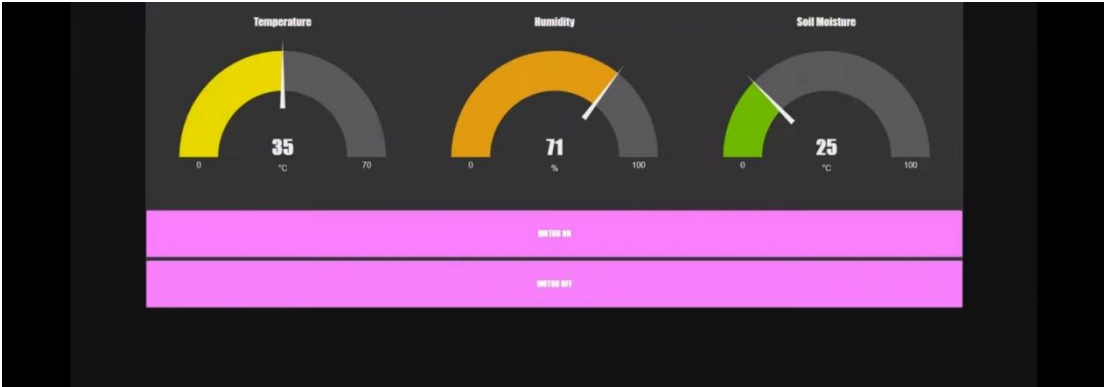 Temperature
35
°C
0
70
Humidity
71
%
0
100
Soil Moisture
25
°C
0
100
MOTOR ON
MOTOR OFF